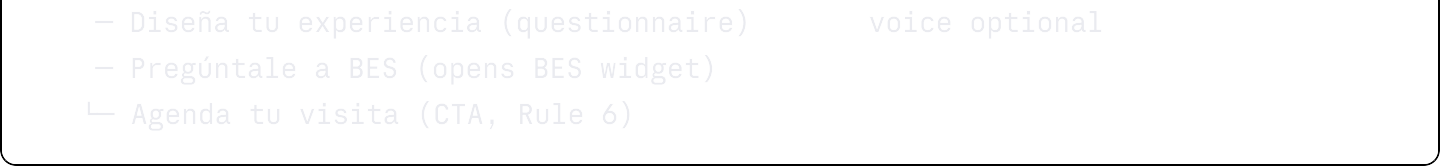 ─ Diseña tu experiencia (questionnaire)       voice optional
─ Pregúntale a BES (opens BES widget)
└─ Agenda tu visita (CTA, Rule 6)